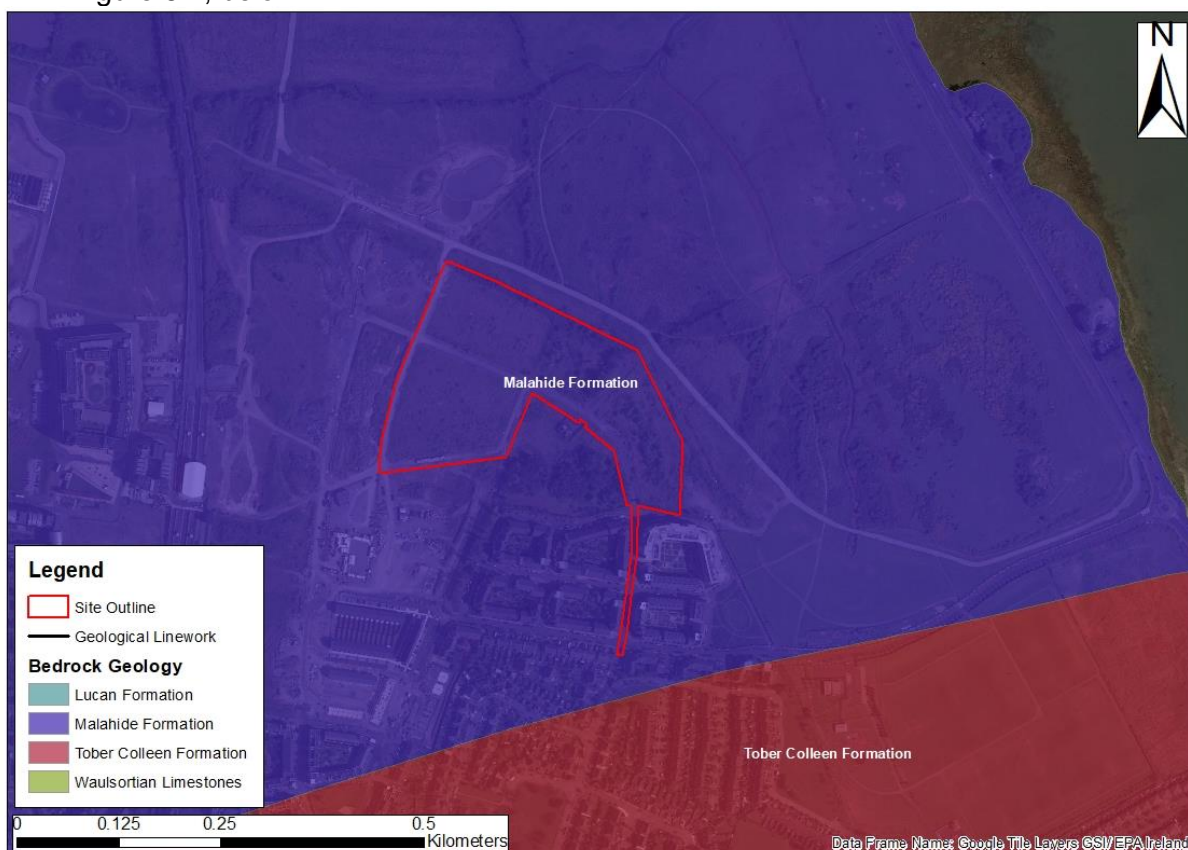 N
Malahide Formation
Legend
Site Outline
Geological Linework
Bedrock Geology
Lucan Formation
Malahide Formation
Tober Colleen Formation
Waulsortian Limestones
Tober Colleen Formation
0 0.125 0.25 0.5
Kilometers
Data Frame Name: Google Tile Layers GSI/ EPA Ireland